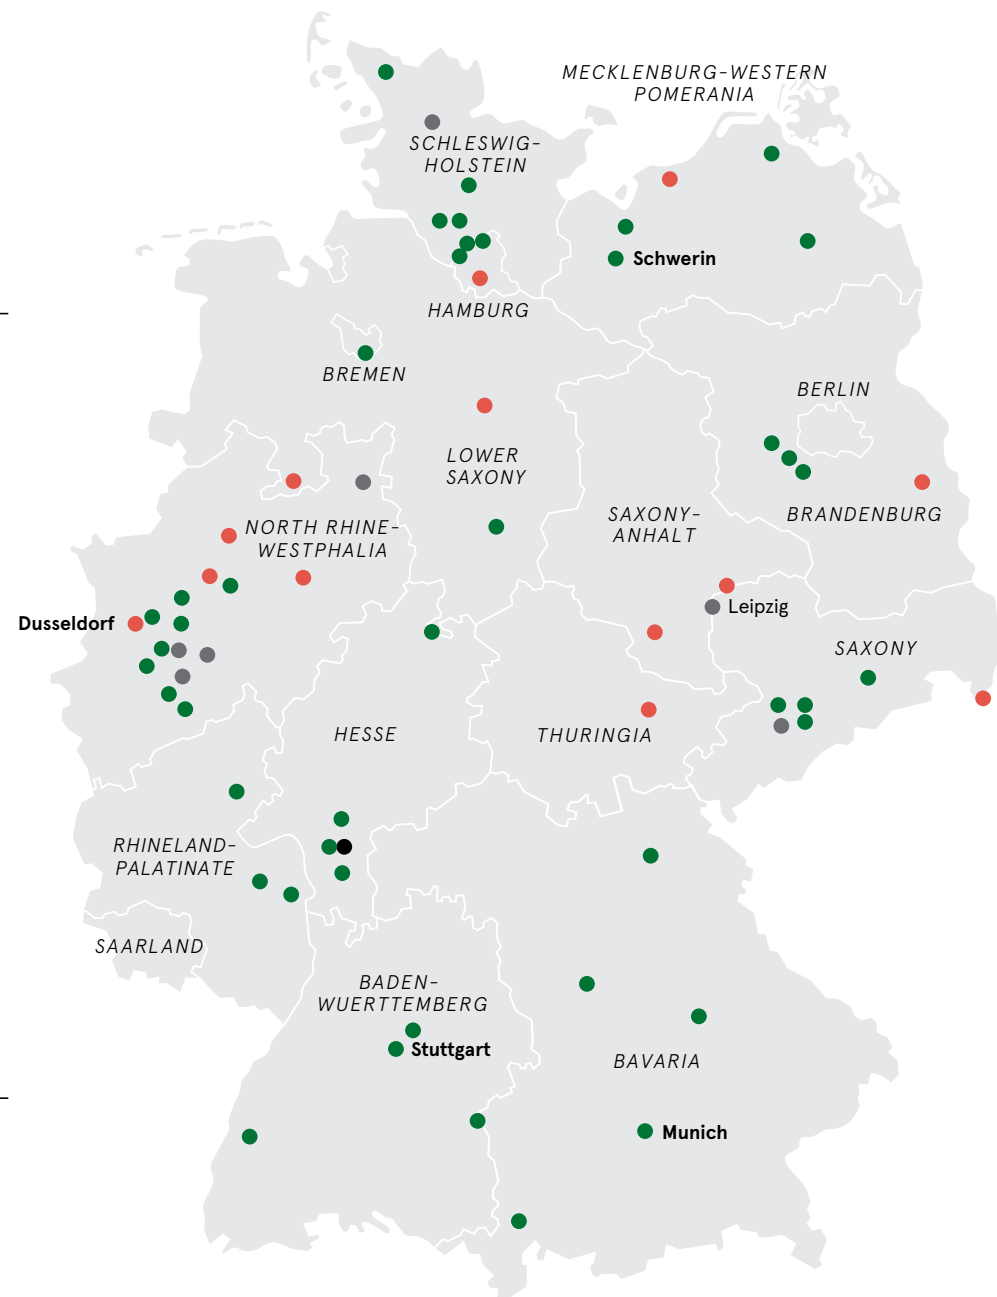 MECKLENBURG-WESTERN
POMERANIA
SCHLESWIG-
HOLSTEIN
Schwerin
HAMBURG
BREMEN
BERLIN
LOWER
SAXONY
SAXONY-
ANHALT
BRANDENBURG
NORTH RHINE-
WESTPHALIA
Leipzig
Dusseldorf
SAXONY
HESSE
THURINGIA
RHINELAND-
PALATINATE
SAARLAND
BADEN-
WUERTTEMBERG
Stuttgart
BAVARIA
Munich